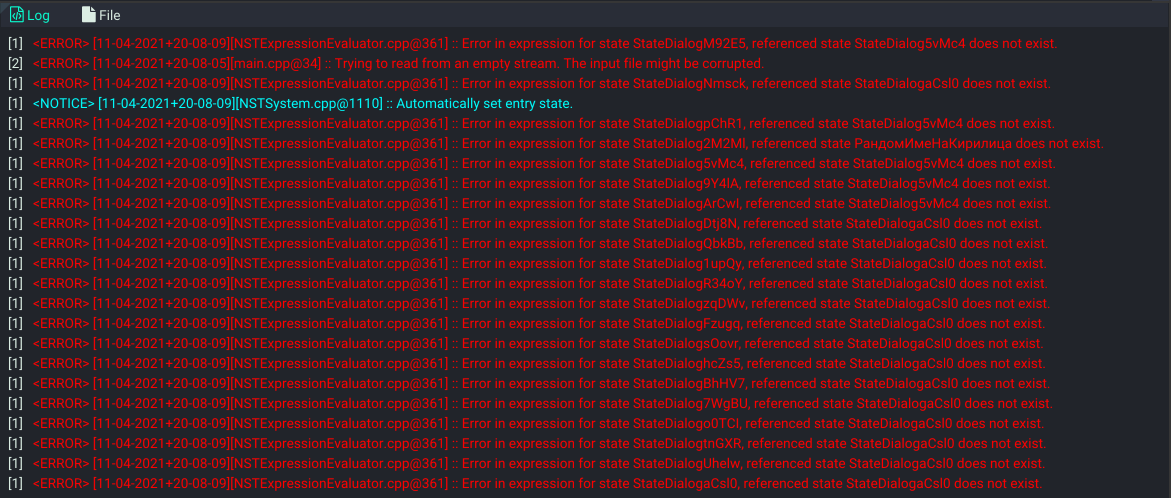 Log File
[1] <ERROR> [11-04-2021+20-08-09][NSTExpressionEvaluator.cpp@361] :: Error in expression for state StateDialogM92E5, referenced state StateDialog5vMc4 does not exist.
[2] <ERROR> [11-04-2021+20-08-05][main.cpp@34] :: Trying to read from an empty stream. The input file might be corrupted.
[1] <ERROR> [11-04-2021+20-08-09][NSTExpressionEvaluator.cpp@361] :: Error in expression for state StateDialogNmsck, referenced state StateDialogaCsl0 does not exist.
[1] <NOTICE> [11-04-2021+20-08-09][NSTSystem.cpp@1110] :: Automatically set entry state.
[1] <ERROR> [11-04-2021+20-08-09][NSTExpressionEvaluator.cpp@361] :: Error in expression for state StateDialogpChR1, referenced state StateDialog5vMc4 does not exist.
[1] <ERROR> [11-04-2021+20-08-09][NSTExpressionEvaluator.cpp@361] :: Error in expression for state StateDialog2M2Ml, referenced state РандомИмеНаКирилица does not exist.
[1] <ERROR> [11-04-2021+20-08-09][NSTExpressionEvaluator.cpp@361] :: Error in expression for state StateDialog5vMc4, referenced state StateDialog5vMc4 does not exist.
[1] <ERROR> [11-04-2021+20-08-09][NSTExpressionEvaluator.cpp@361] :: Error in expression for state StateDialog9Y4lA, referenced state StateDialog5vMc4 does not exist.
[1] <ERROR> [11-04-2021+20-08-09][NSTExpressionEvaluator.cpp@361] :: Error in expression for state StateDialogArCwl, referenced state StateDialog5vMc4 does not exist.
[1] <ERROR> [11-04-2021+20-08-09][NSTExpressionEvaluator.cpp@361] :: Error in expression for state StateDialogDtj8N, referenced state StateDialogaCsl0 does not exist.
[1] <ERROR> [11-04-2021+20-08-09][NSTExpressionEvaluator.cpp@361] :: Error in expression for state StateDialogQbkBb, referenced state StateDialogaCsl0 does not exist.
[1] <ERROR> [11-04-2021+20-08-09][NSTExpressionEvaluator.cpp@361] :: Error in expression for state StateDialog1upQy, referenced state StateDialogaCsl0 does not exist.
[1] <ERROR> [11-04-2021+20-08-09][NSTExpressionEvaluator.cpp@361] :: Error in expression for state StateDialogR34oY, referenced state StateDialogaCsl0 does not exist.
[1] <ERROR> [11-04-2021+20-08-09][NSTExpressionEvaluator.cpp@361] :: Error in expression for state StateDialogzqDWv, referenced state StateDialogaCsl0 does not exist.
[1] <ERROR> [11-04-2021+20-08-09][NSTExpressionEvaluator.cpp@361] :: Error in expression for state StateDialogFzugq, referenced state StateDialogaCsl0 does not exist.
[1] <ERROR> [11-04-2021+20-08-09][NSTExpressionEvaluator.cpp@361] :: Error in expression for state StateDialogsOovr, referenced state StateDialogaCsl0 does not exist.
[1] <ERROR> [11-04-2021+20-08-09][NSTExpressionEvaluator.cpp@361] :: Error in expression for state StateDialoghcZs5, referenced state StateDialogaCsl0 does not exist.
[1] <ERROR> [11-04-2021+20-08-09][NSTExpressionEvaluator.cpp@361] :: Error in expression for state StateDialogBhHV7, referenced state StateDialogaCsl0 does not exist.
[1] <ERROR> [11-04-2021+20-08-09][NSTExpressionEvaluator.cpp@361] :: Error in expression for state StateDialog7WgBU, referenced state StateDialogaCsl0 does not exist.
[1] <ERROR> [11-04-2021+20-08-09][NSTExpressionEvaluator.cpp@361] :: Error in expression for state StateDialogo0TCl, referenced state StateDialogaCsl0 does not exist.
[1] <ERROR> [11-04-2021+20-08-09][NSTExpressionEvaluator.cpp@361] :: Error in expression for state StateDialogtnGXR, referenced state StateDialogaCsl0 does not exist.
[1] <ERROR> [11-04-2021+20-08-09][NSTExpressionEvaluator.cpp@361] :: Error in expression for state StateDialogUhelw, referenced state StateDialogaCsl0 does not exist.
[1] <ERROR> [11-04-2021+20-08-09][NSTExpressionEvaluator.cpp@361] :: Error in expression for state StateDialogaCsl0, referenced state StateDialogaCsl0 does not exist.